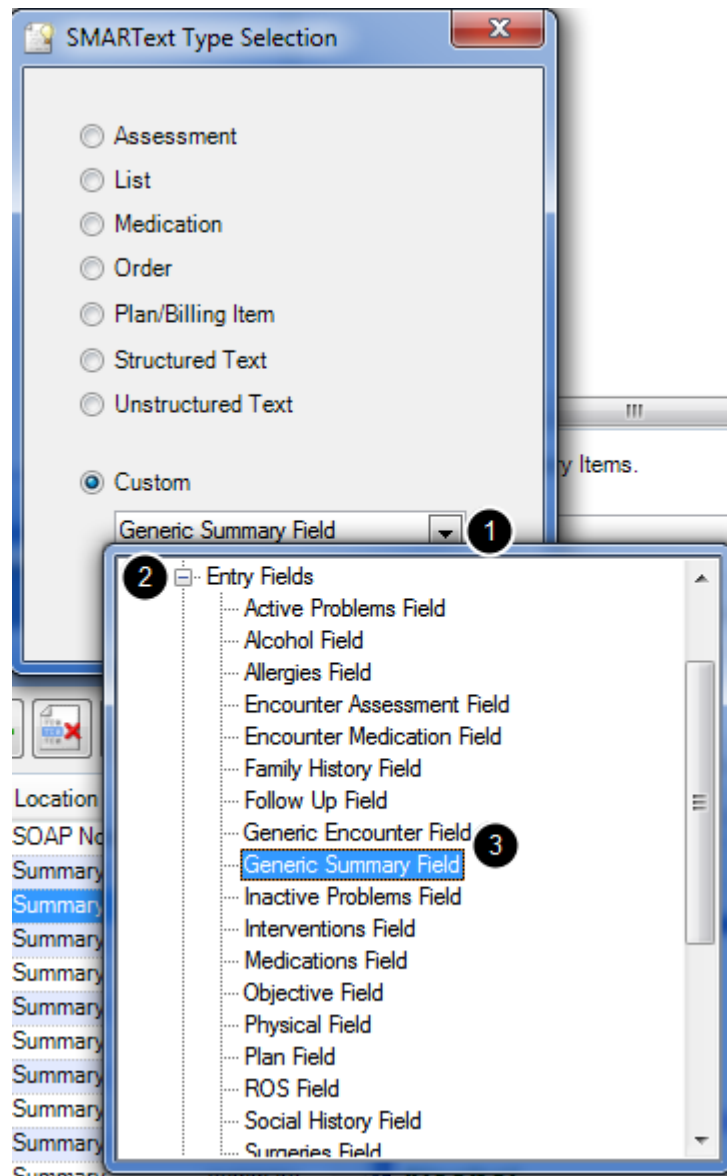 SMARText Type Selection
Assessment
List
Medication
Order
Plan/Billing Item
Structured Text
Unstructured Text
Custom
y Items.
Generic Summary Field
1
2
Entry Fields
Active Problems Field
Alcohol Field
Allergies Field
Encounter Assessment Field
Encounter Medication Field
Family History Field
Follow Up Field
Generic Encounter Field
3
Generic Summary Field
Inactive Problems Field
Interventions Field
Medications Field
Objective Field
Physical Field
Plan Field
ROS Field
Social History Field
Surgeries Field
Location
SOAP No
Summary
Summary
Summary
Summary
Summary
Summary
Summary
Summary
Summary
Summary